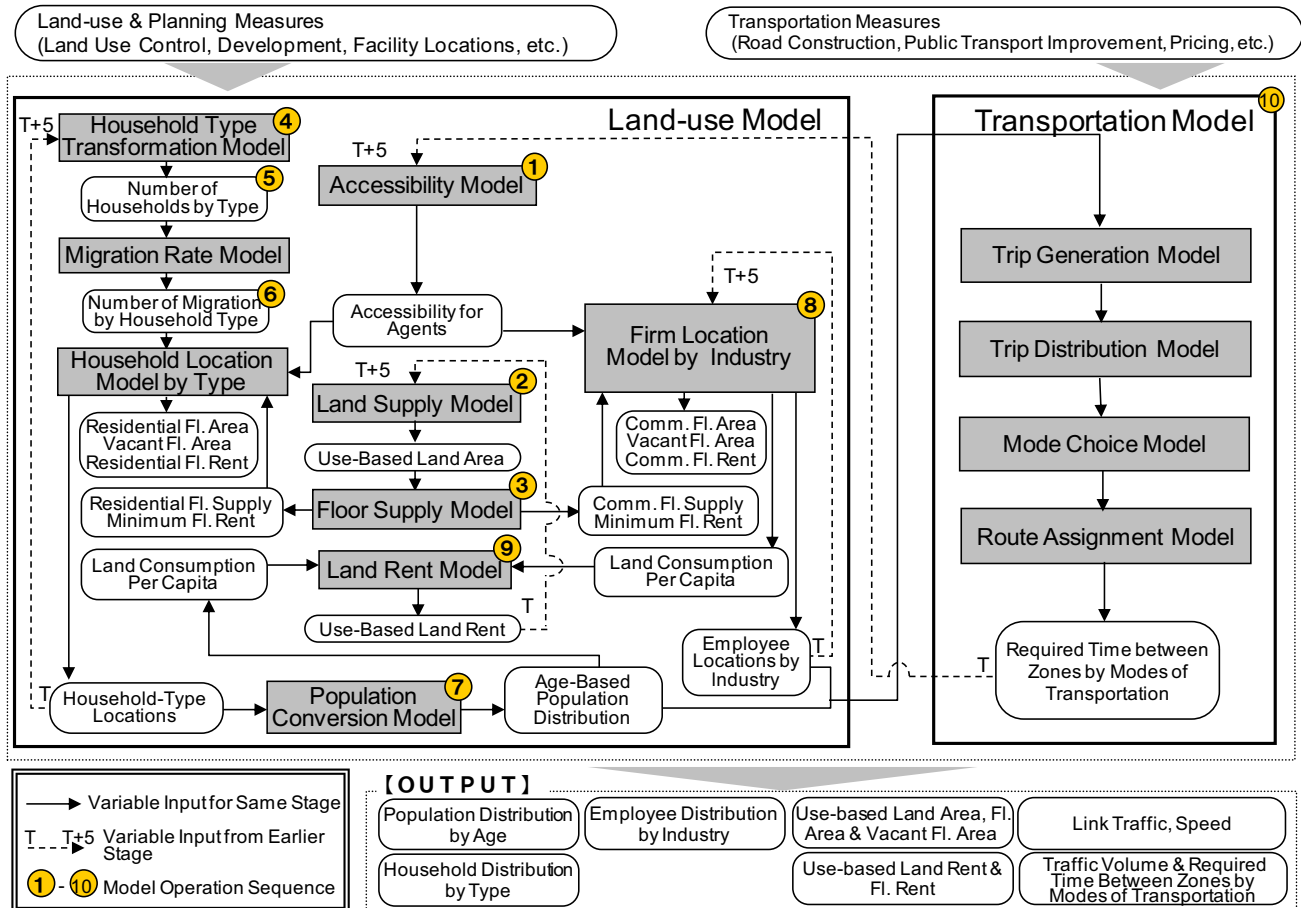 Land-use & Planning Measures
(Land Use Control, Development, Facility Locations, etc.)
Transportation Measures
(Road Construction, Public Transport Improvement, Pricing, etc.)
Land-use Model
Transportation Model
10
T+5
Household Type
Transformation Model
4
Number of
Households by Type
5
Migration Rate Model
Number of Migration
by Household Type
6
Household Location
Model by Type
Residential Fl. Area
Vacant Fl. Area
Residential Fl. Rent
Residential Fl. Supply
Minimum Fl. Rent
Land Consumption
Per Capita
T
Household-Type
Locations
T+5
Accessibility Model
1
Accessibility for
Agents
T+5
Land Supply Model
2
Use-Based Land Area
Floor Supply Model
3
Land Rent Model
9
Use-Based Land Rent
T
Population
Conversion Model
7
Age-Based
Population
Distribution
T+5
Firm Location
Model by Industry
8
Comm. Fl. Area
Vacant Fl. Area
Comm. Fl. Rent
Comm. Fl. Supply
Minimum Fl. Rent
Land Consumption
Per Capita
Employee
Locations by
Industry
T
Trip Generation Model
Trip Distribution Model
Mode Choice Model
Route Assignment Model
T
Required Time between
Zones by Modes of
Transportation
Variable Input for Same Stage
T T+5 Variable Input from Earlier
Stage
1 - 10 Model Operation Sequence
【OUTPUT】
Population Distribution
by Age
Employee Distribution
by Industry
Use-based Land Area, Fl.
Area & Vacant Fl. Area
Link Traffic, Speed
Household Distribution
by Type
Use-based Land Rent &
Fl. Rent
Traffic Volume & Required
Time Between Zones by
Modes of Transportation